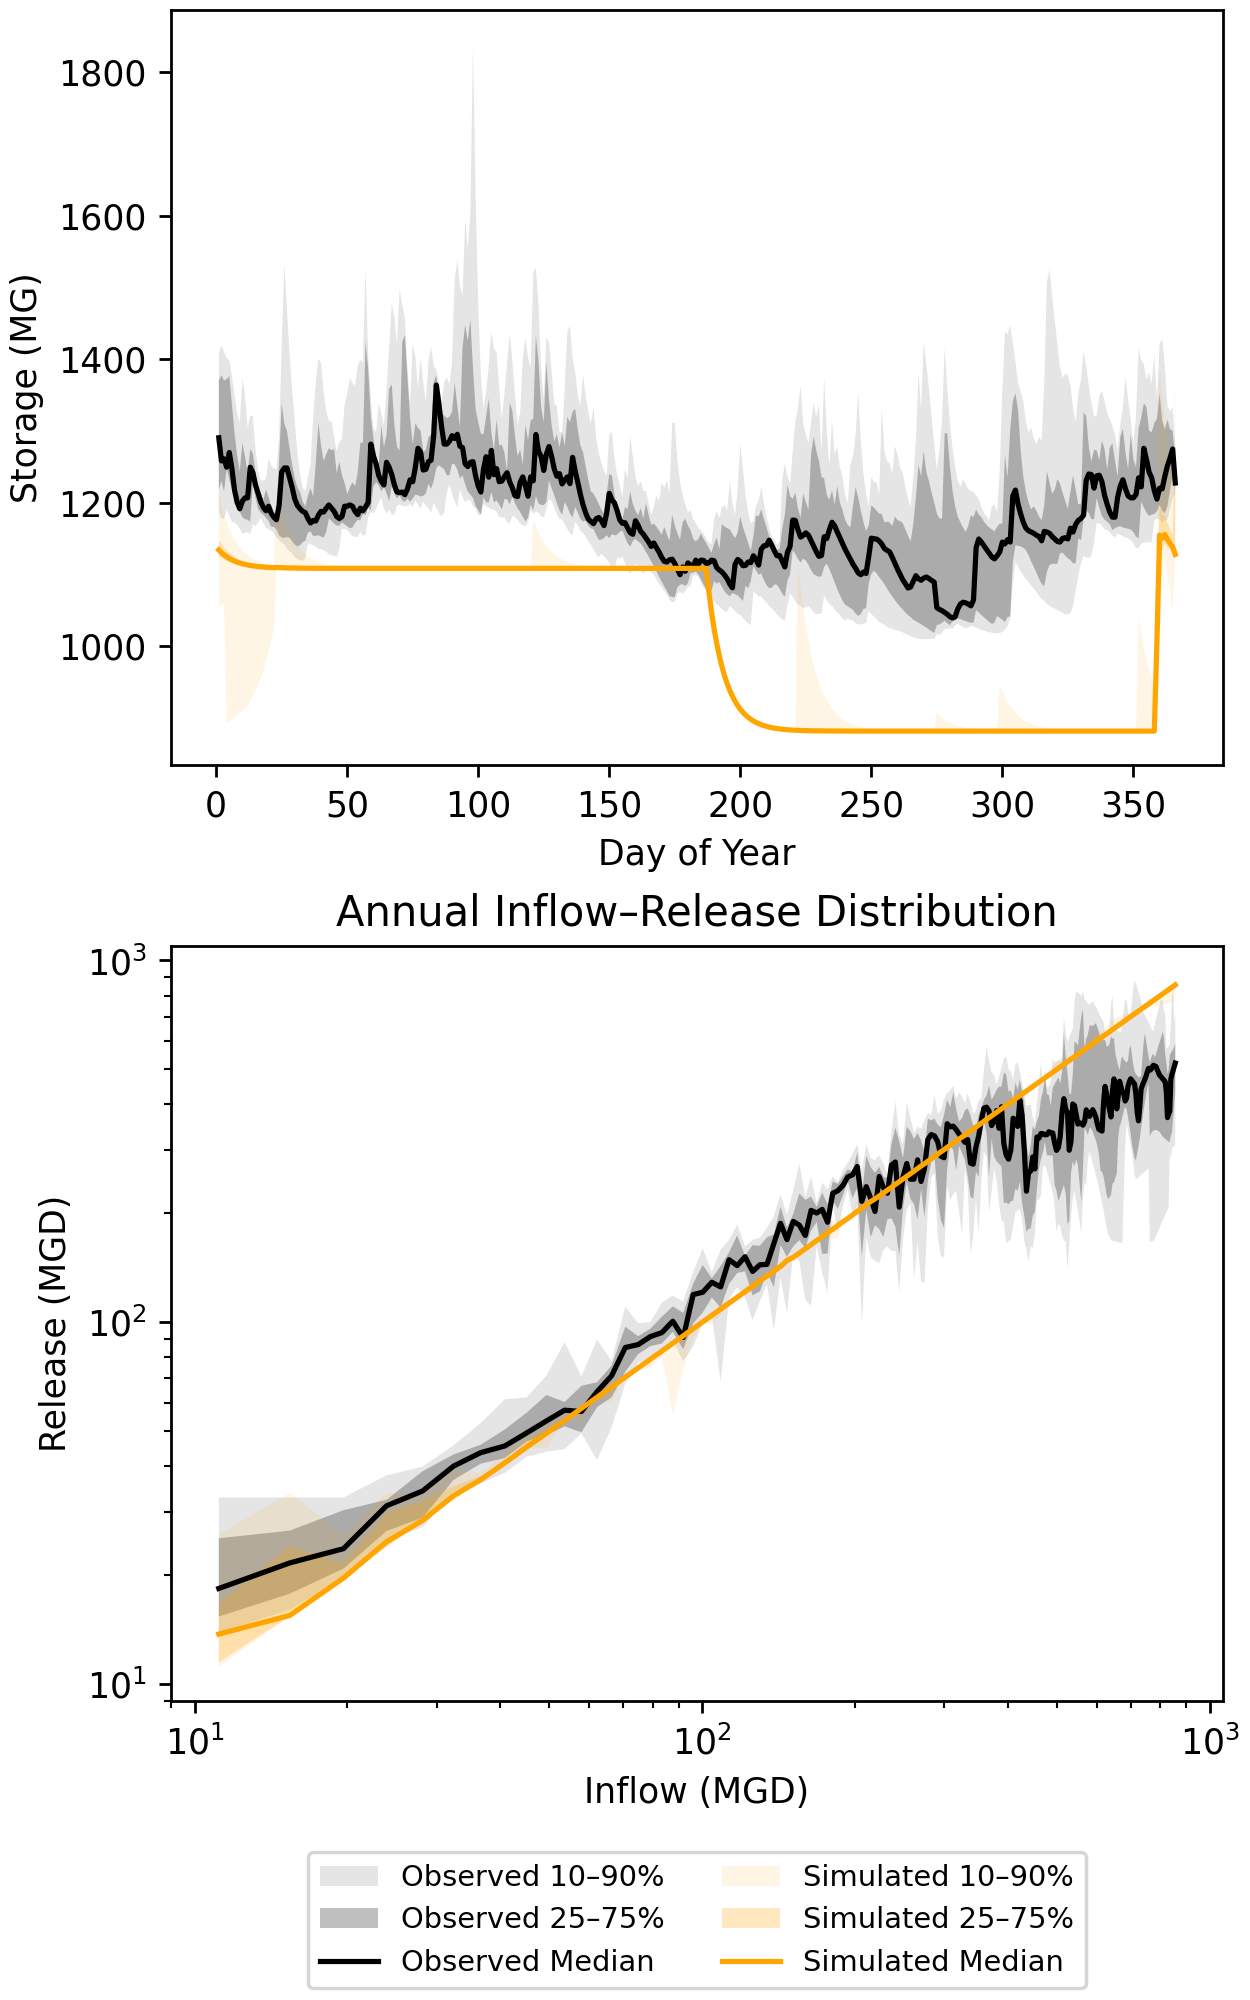 1800
1600
1400
1200
1000
Storage (MG)
0 50 100 150 200 250 300 350
Day of Year
Annual Inflow–Release Distribution
10³
10²
10¹
Release (MGD)
10¹ 10² 10³
Inflow (MGD)
Observed 10–90%
Observed 25–75%
Observed Median
Simulated 10–90%
Simulated 25–75%
Simulated Median